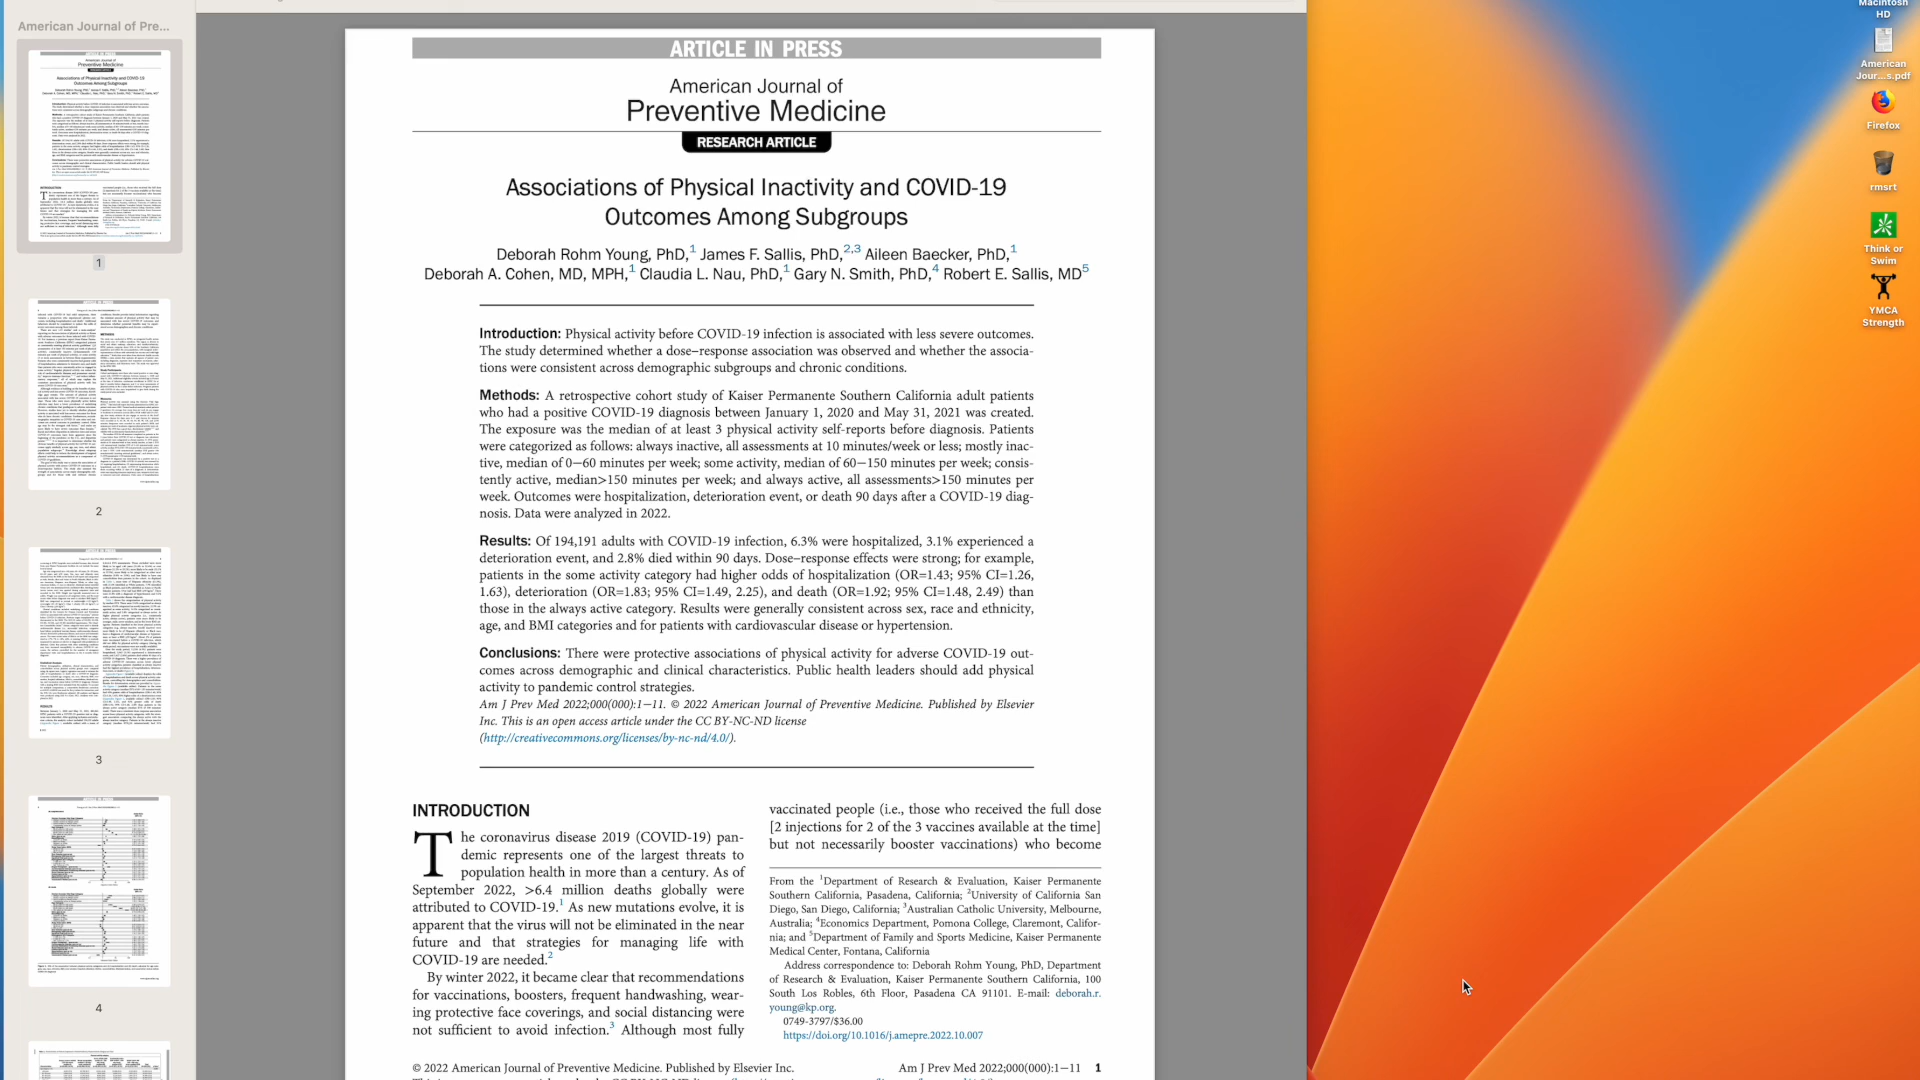 American Journal of Pre...
1
2
3
4
ARTICLE IN PRESS
American Journal of
Preventive Medicine
RESEARCH ARTICLE
Associations of Physical Inactivity and COVID-19
Outcomes Among Subgroups
Deborah Rohm Young, PhD,1 James F. Sallis, PhD,2,3 Aileen Baecker, PhD,1
Deborah A. Cohen, MD, MPH,1 Claudia L. Nau, PhD,1 Gary N. Smith, PhD,4 Robert E. Sallis, MD5
Introduction: Physical activity before COVID-19 infection is associated with less severe outcomes.
The study determined whether a dose−response association was observed and whether the associa-
tions were consistent across demographic subgroups and chronic conditions.
Methods: A retrospective cohort study of Kaiser Permanente Southern California adult patients
who had a positive COVID-19 diagnosis between January 1, 2020 and May 31, 2021 was created.
The exposure was the median of at least 3 physical activity self-reports before diagnosis. Patients
were categorized as follows: always inactive, all assessments at 10 minutes/week or less; mostly inac-
tive, median of 0−60 minutes per week; some activity, median of 60−150 minutes per week; consis-
tently active, median>150 minutes per week; and always active, all assessments>150 minutes per
week. Outcomes were hospitalization, deterioration event, or death 90 days after a COVID-19 diag-
nosis. Data were analyzed in 2022.
Results: Of 194,191 adults with COVID-19 infection, 6.3% were hospitalized, 3.1% experienced a
deterioration event, and 2.8% died within 90 days. Dose−response effects were strong; for example,
patients in the some activity category had higher odds of hospitalization (OR=1.43; 95% CI=1.26,
1.63), deterioration (OR=1.83; 95% CI=1.49, 2.25), and death (OR=1.92; 95% CI=1.48, 2.49) than
those in the always active category. Results were generally consistent across sex, race and ethnicity,
age, and BMI categories and for patients with cardiovascular disease or hypertension.
Conclusions: There were protective associations of physical activity for adverse COVID-19 out-
comes across demographic and clinical characteristics. Public health leaders should add physical
activity to pandemic control strategies.
Am J Prev Med 2022;000(000):1−11. © 2022 American Journal of Preventive Medicine. Published by Elsevier
Inc. This is an open access article under the CC BY-NC-ND license
(http://creativecommons.org/licenses/by-nc-nd/4.0/).
INTRODUCTION
The coronavirus disease 2019 (COVID-19) pan-
demic represents one of the largest threats to
population health in more than a century. As of
September 2022, >6.4 million deaths globally were
attributed to COVID-19.1 As new mutations evolve, it is
apparent that the virus will not be eliminated in the near
future and that strategies for managing life with
COVID-19 are needed.2
By winter 2022, it became clear that recommendations
for vaccinations, boosters, frequent handwashing, wear-
ing protective face coverings, and social distancing were
not sufficient to avoid infection.3 Although most fully
vaccinated people (i.e., those who received the full dose
[2 injections for 2 of the 3 vaccines available at the time]
but not necessarily booster vaccinations) who become
From the 1Department of Research & Evaluation, Kaiser Permanente
Southern California, Pasadena, California; 2University of California San
Diego, San Diego, California; 3Australian Catholic University, Melbourne,
Australia; 4Economics Department, Pomona College, Claremont, Califor-
nia; and 5Department of Family and Sports Medicine, Kaiser Permanente
Medical Center, Fontana, California
Address correspondence to: Deborah Rohm Young, PhD, Department
of Research & Evaluation, Kaiser Permanente Southern California, 100
South Los Robles, 6th Floor, Pasadena CA 91101. E-mail: deborah.r.
young@kp.org.
0749-3797/$36.00
https://doi.org/10.1016/j.amepre.2022.10.007
© 2022 American Journal of Preventive Medicine. Published by Elsevier Inc.
Am J Prev Med 2022;000(000):1−11 1
Macintosh
HD
American
Jour...s.pdf
Firefox
rmsrt
Think or
Swim
YMCA
Strength